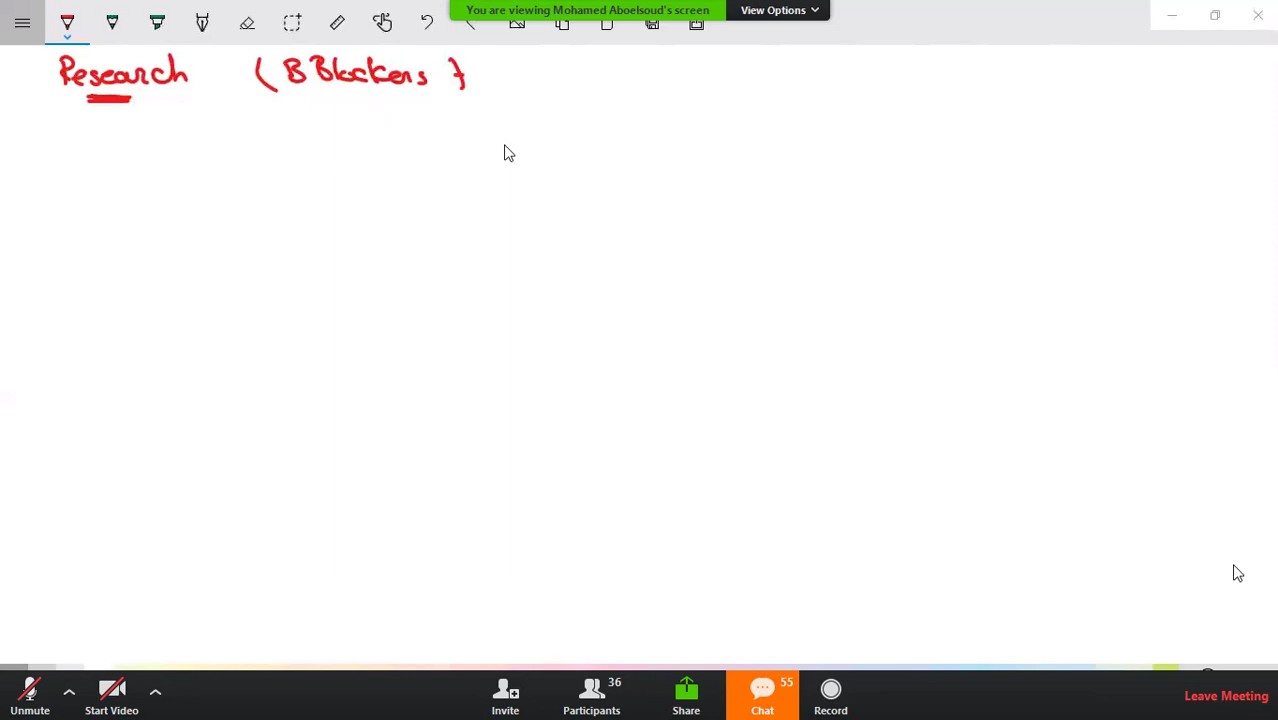 You are viewing Mohamed Aboelsoud's screen View Options
Research ( B Blockers )
36
55
Unmute Start Video Invite Participants Share Chat Record Leave Meeting